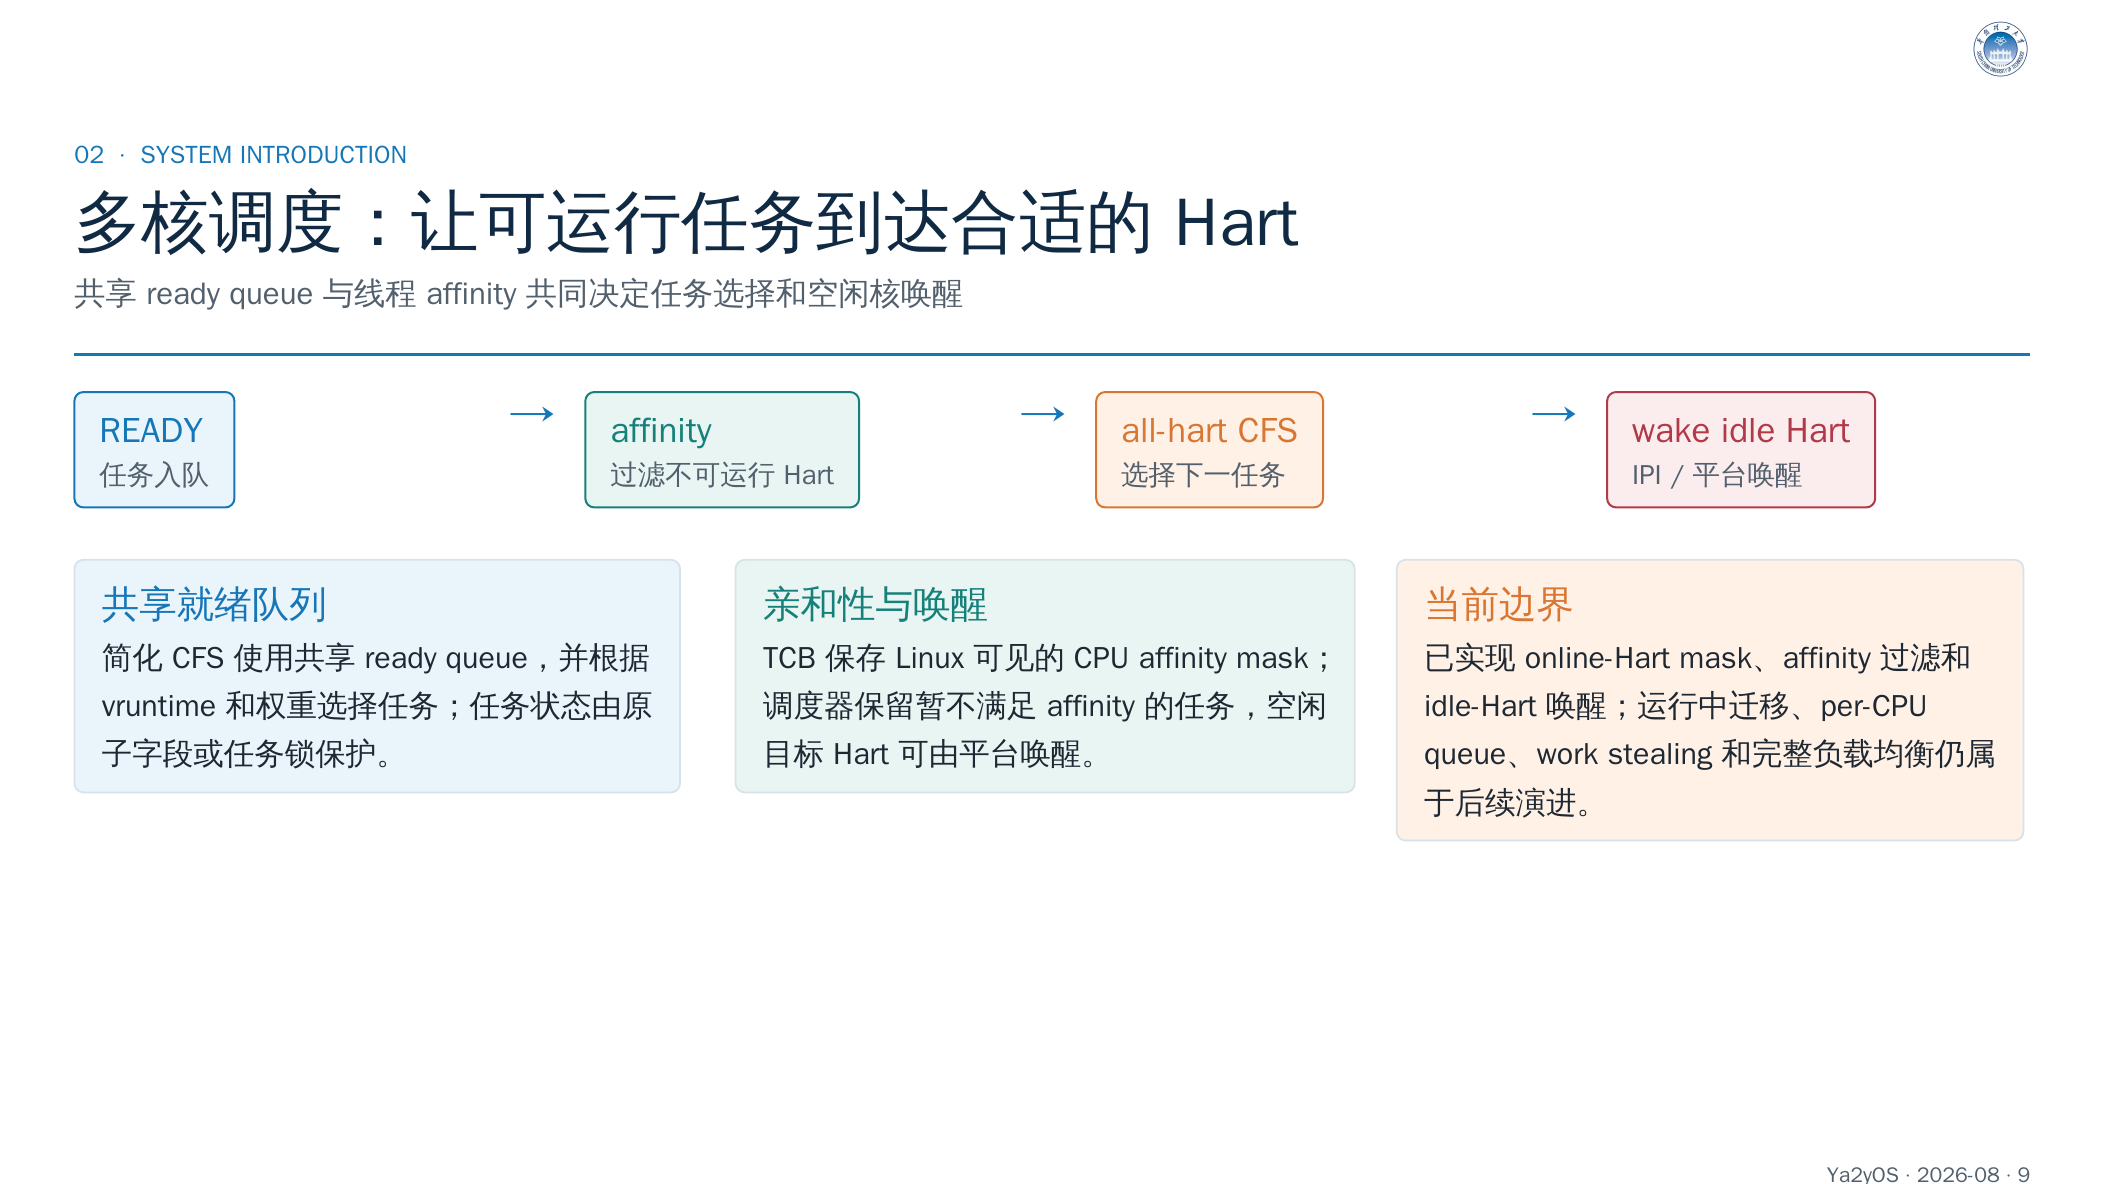 02 · SYSTEM INTRODUCTION
多核调度：让可运行任务到达合适的 Hart
共享 ready queue 与线程 affinity 共同决定任务选择和空闲核唤醒
READY
任务入队
→
affinity
过滤不可运行 Hart
→
all-hart CFS
选择下一任务
→
wake idle Hart
IPI / 平台唤醒
共享就绪队列
简化 CFS 使用共享 ready queue，并根据
vruntime 和权重选择任务；任务状态由原
子字段或任务锁保护。
亲和性与唤醒
TCB 保存 Linux 可见的 CPU affinity mask；
调度器保留暂不满足 affinity 的任务，空闲
目标 Hart 可由平台唤醒。
当前边界
已实现 online-Hart mask、affinity 过滤和
idle-Hart 唤醒；运行中迁移、per-CPU
queue、work stealing 和完整负载均衡仍属
于后续演进。
Ya2yOS · 2026-08 · 9